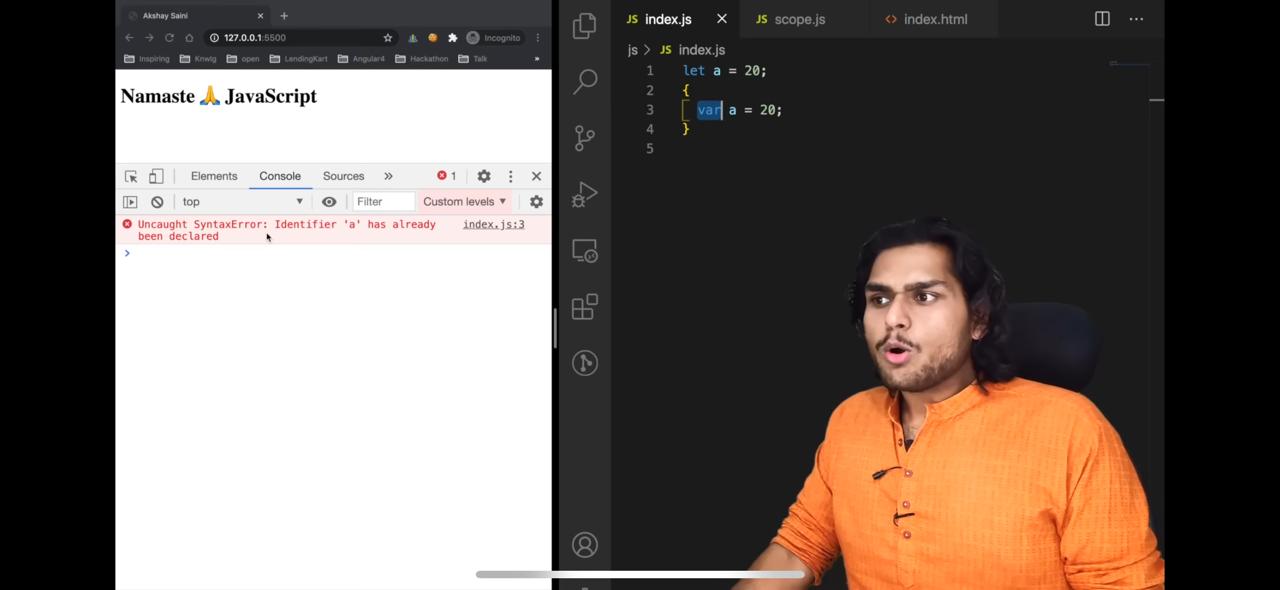 Akshay Saini
127.0.0.1:5500
Incognito
Inspiring Knwlg open LendingKart Angular4 Hackathon Talk »
Namaste 🙏 JavaScript
Elements Console Sources » 1
top Filter Custom levels
Uncaught SyntaxError: Identifier 'a' has already index.js:3
been declared
>
JS index.js JS scope.js <> index.html
js > JS index.js
1 let a = 20;
2 {
3 var a = 20;
4 }
5